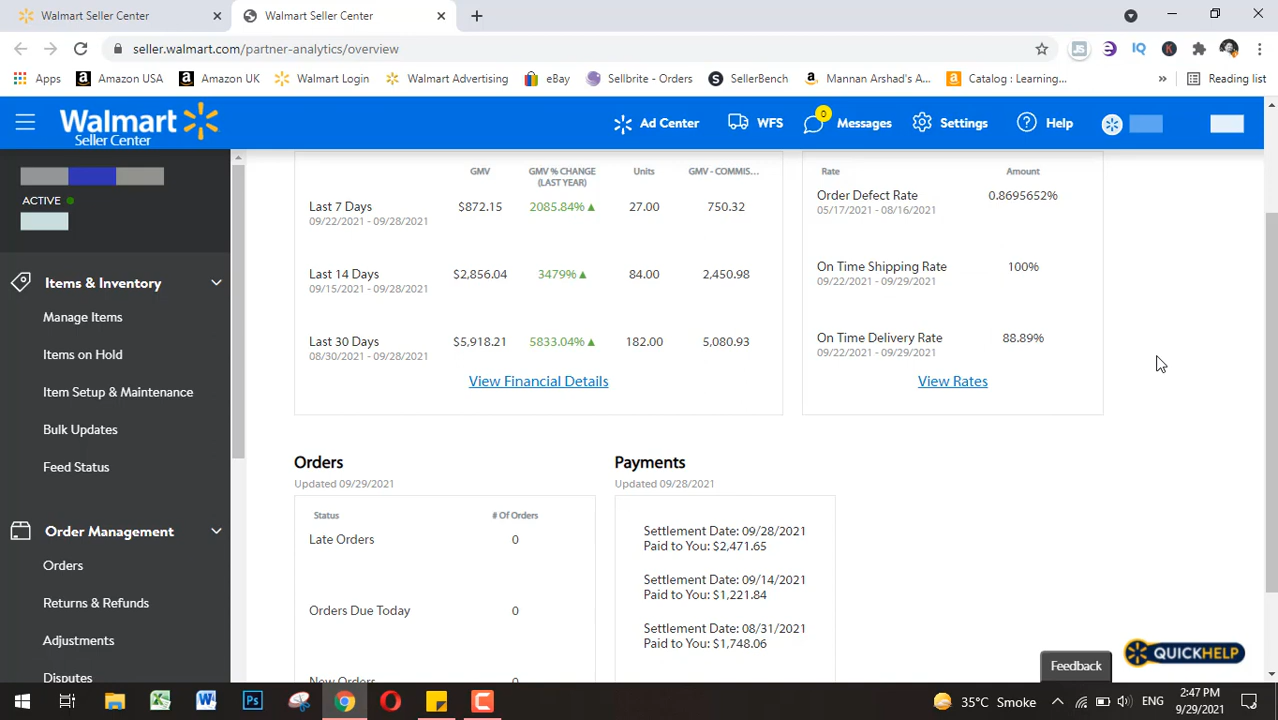 Walmart Seller Center
Walmart Seller Center
seller.walmart.com/partner-analytics/overview
JS
IQ
K
Apps
Amazon USA
Amazon UK
Walmart Login
Walmart Advertising
eBay
Sellbrite - Orders
SellerBench
Mannan Arshad's A...
Catalog : Learning...
Reading list
Walmart
Seller Center
Ad Center
WFS
0
Messages
Settings
Help
ACTIVE
Items & Inventory
Manage Items
Items on Hold
Item Setup & Maintenance
Bulk Updates
Feed Status
Order Management
Orders
Returns & Refunds
Adjustments
Disputes
GMV GMV % CHANGE (LAST YEAR) Units GMV - COMMIS...
Last 7 Days $872.15 2085.84% ▲ 27.00 750.32
09/22/2021 - 09/28/2021
Last 14 Days $2,856.04 3479% ▲ 84.00 2,450.98
09/15/2021 - 09/28/2021
Last 30 Days $5,918.21 5833.04% ▲ 182.00 5,080.93
08/30/2021 - 09/28/2021
View Financial Details
Rate Amount
Order Defect Rate 0.8695652%
05/17/2021 - 08/16/2021
On Time Shipping Rate 100%
09/22/2021 - 09/29/2021
On Time Delivery Rate 88.89%
09/22/2021 - 09/29/2021
View Rates
Orders
Updated 09/29/2021
Status # Of Orders
Late Orders 0
Orders Due Today 0
New Orders
Payments
Updated 09/28/2021
Settlement Date: 09/28/2021
Paid to You: $2,471.65
Settlement Date: 09/14/2021
Paid to You: $1,221.84
Settlement Date: 08/31/2021
Paid to You: $1,748.06
Feedback
QUICKHELP
35°C Smoke
ENG
2:47 PM
9/29/2021